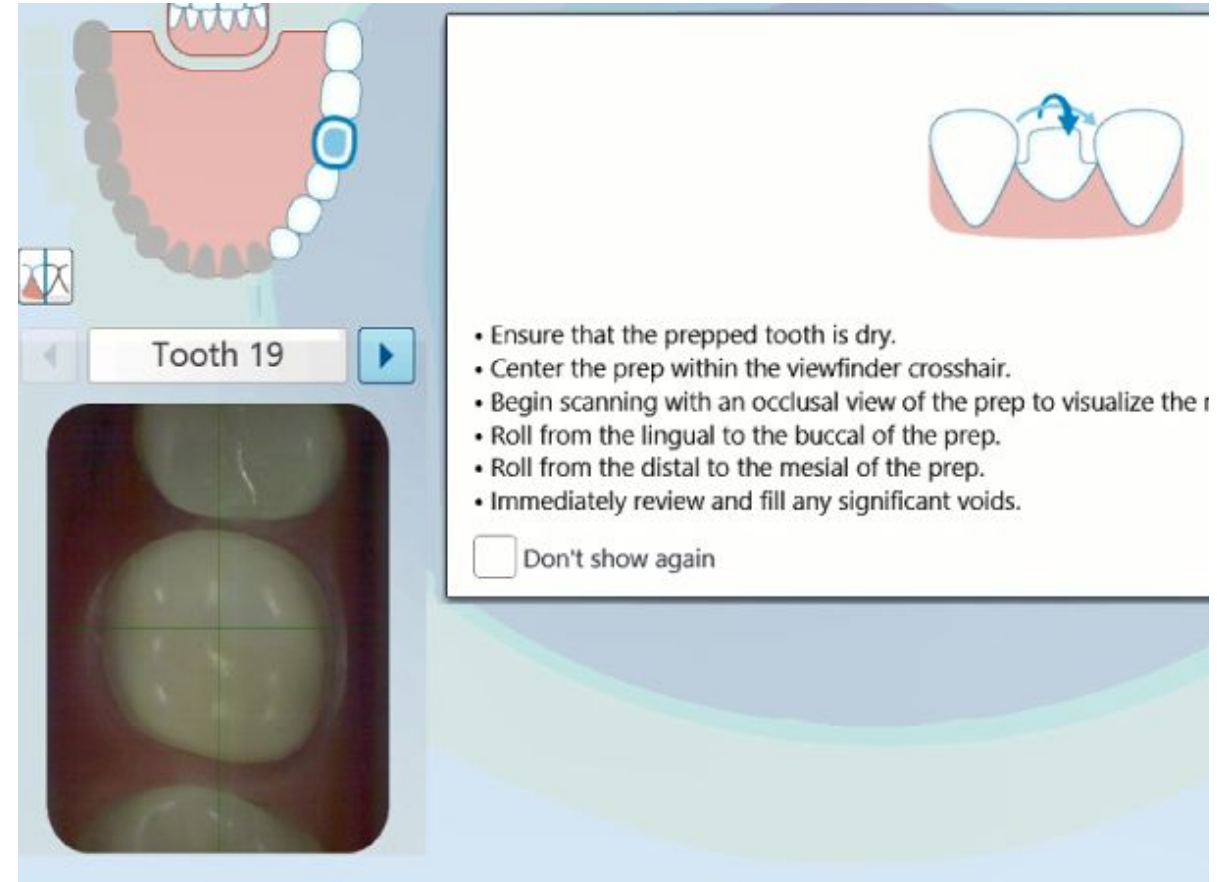 Tooth 19
• Ensure that the prepped tooth is dry.
• Center the prep within the viewfinder crosshair.
• Begin scanning with an occlusal view of the prep to visualize the
• Roll from the lingual to the buccal of the prep.
• Roll from the distal to the mesial of the prep.
• Immediately review and fill any significant voids.
Don't show again